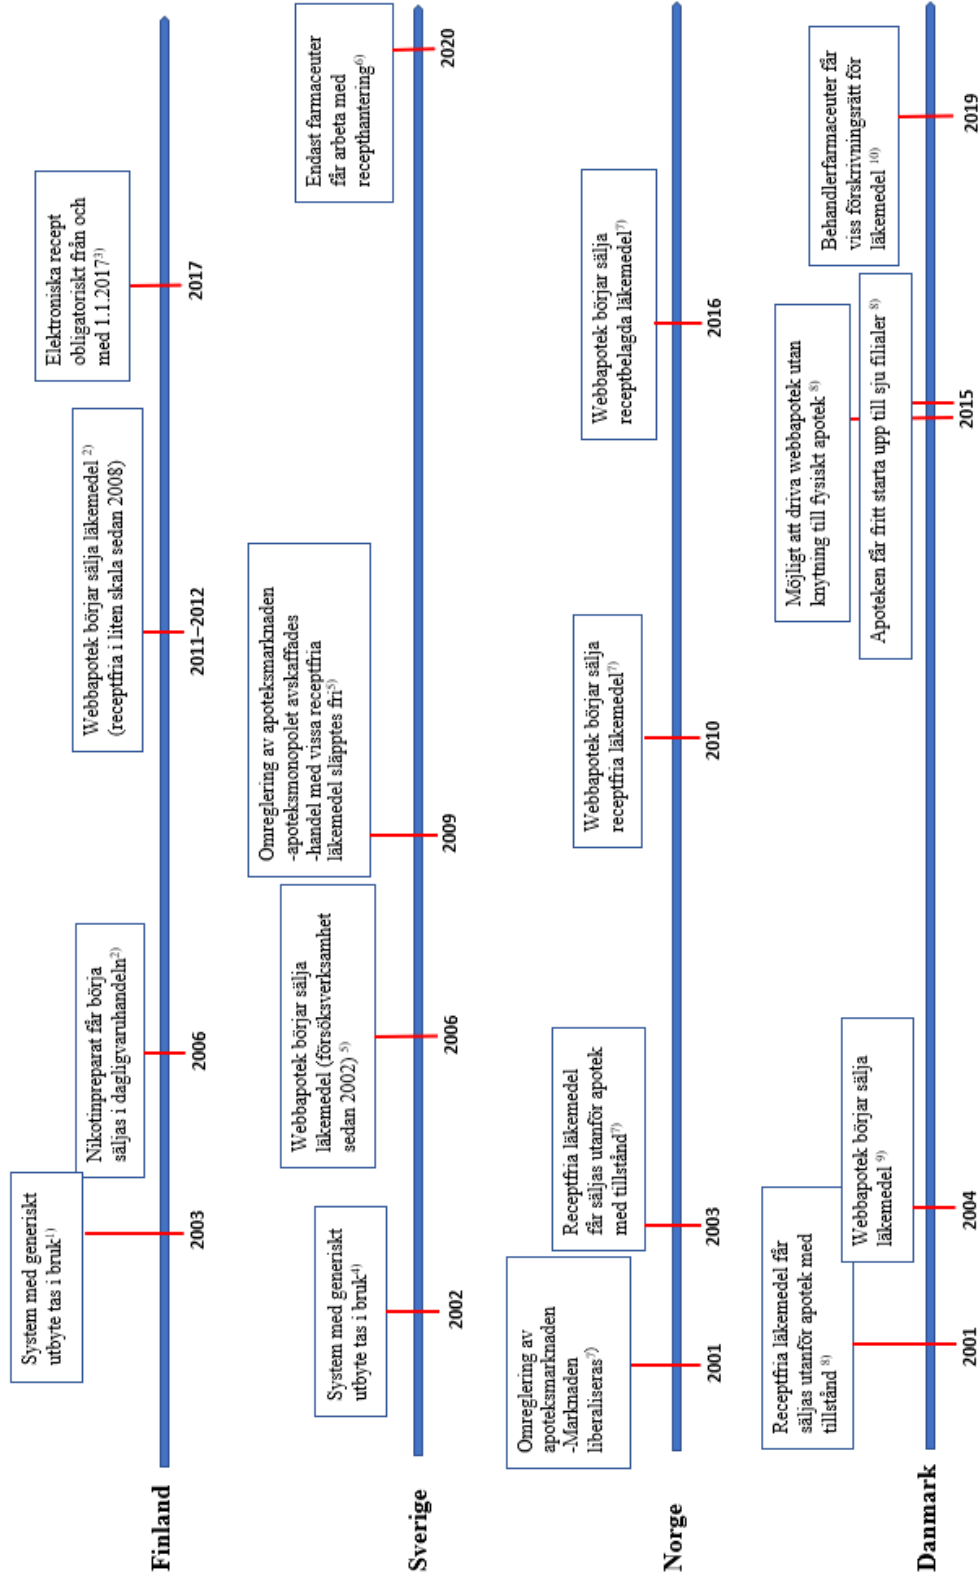 Finland
System med generiskt
utbyte tas i bruk1)
2003
Nikotinpreparat får börja
säljas i dagligvaruhandeln2)
2006
Webbapotek börjar sälja läkemedel 2)
(receptfria i liten skala sedan 2008)
2011–2012
Elektroniska recept
obligatoriskt från och
med 1.1.20173)
2017
Sverige
System med generiskt
utbyte tas i bruk4)
2002
Webbapotek börjar sälja
läkemedel (försöksverksamhet
sedan 2002) 5)
2006
Omreglering av apoteksmarknaden
-apoteksmonopolet avskaffades
-handel med vissa receptfria
läkemedel släpptes fri5)
2009
Endast farmaceuter
får arbeta med
recepthantering6)
2020
Norge
Omreglering av
apoteksmarknaden
-Marknaden
liberaliseras7)
2001
Receptfria läkemedel
får säljas utanför apotek
med tillstånd7)
2003
Webbapotek börjar sälja
receptfria läkemedel7)
2010
Webbapotek börjar sälja
receptbelagda läkemedel7)
2016
Danmark
Receptfria läkemedel får
säljas utanför apotek med
tillstånd 8)
2001
Webbapotek börjar sälja
läkemedel 9)
2004
Möjligt att driva webbapotek utan
knytning till fysiskt apotek 8)
Apoteken får fritt starta upp till sju filialer 8)
2015
Behandlerfarmaceuter får
viss förskrivningsrätt för
läkemedel 10)
2019